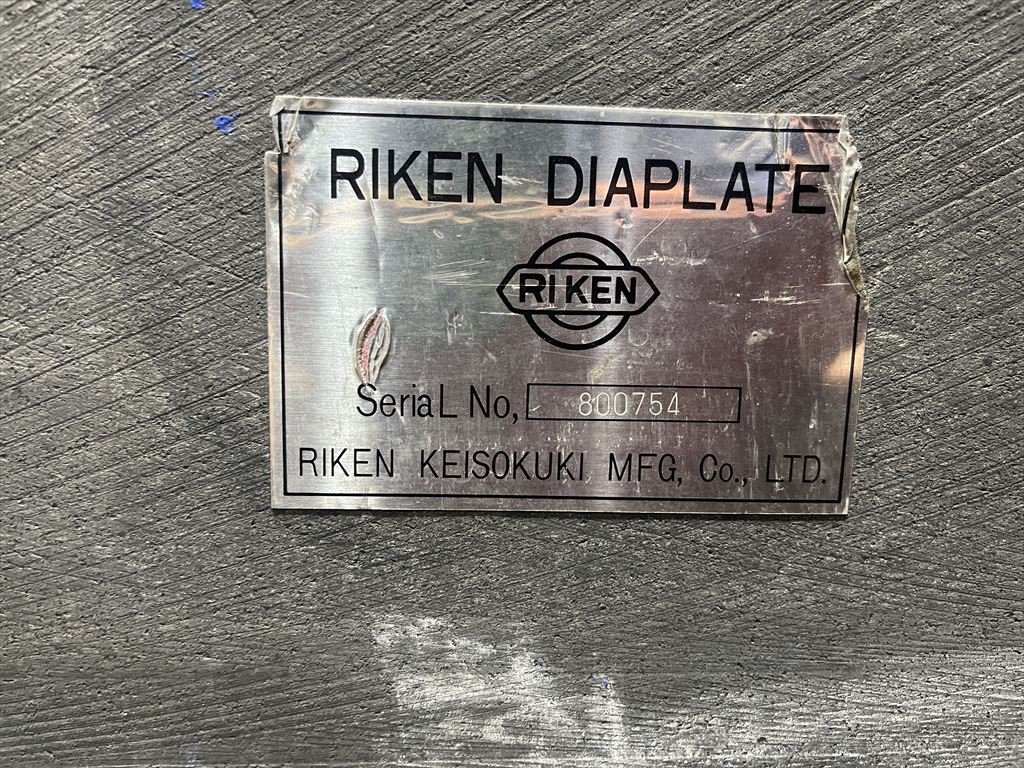 RIKEN DIAPLATE
RIKEN
SeriaL No, 800754
RIKEN KEISOKUKI MFG, Co., LTD.